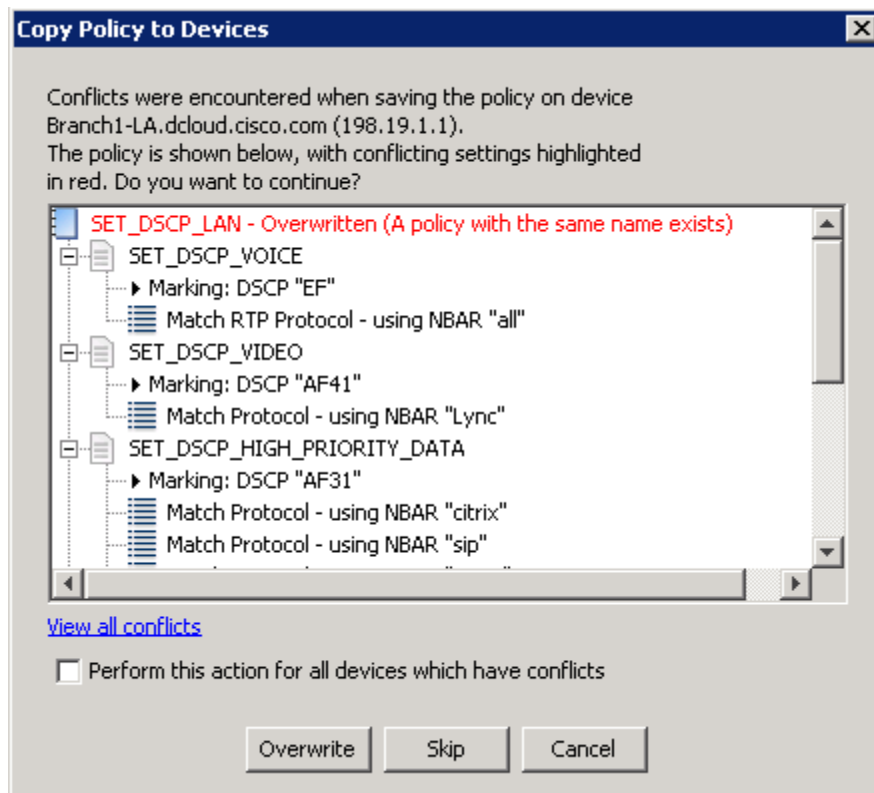 Copy Policy to Devices
Conflicts were encountered when saving the policy on device
Branch1-LA.dcloud.cisco.com (198.19.1.1).
The policy is shown below, with conflicting settings highlighted
in red. Do you want to continue?
SET_DSCP_LAN - Overwritten (A policy with the same name exists)
SET_DSCP_VOICE
Marking: DSCP "EF"
Match RTP Protocol - using NBAR "all"
SET_DSCP_VIDEO
Marking: DSCP "AF41"
Match Protocol - using NBAR "Lync"
SET_DSCP_HIGH_PRIORITY_DATA
Marking: DSCP "AF31"
Match Protocol - using NBAR "citrix"
Match Protocol - using NBAR "sip"
View all conflicts
Perform this action for all devices which have conflicts
Overwrite Skip Cancel